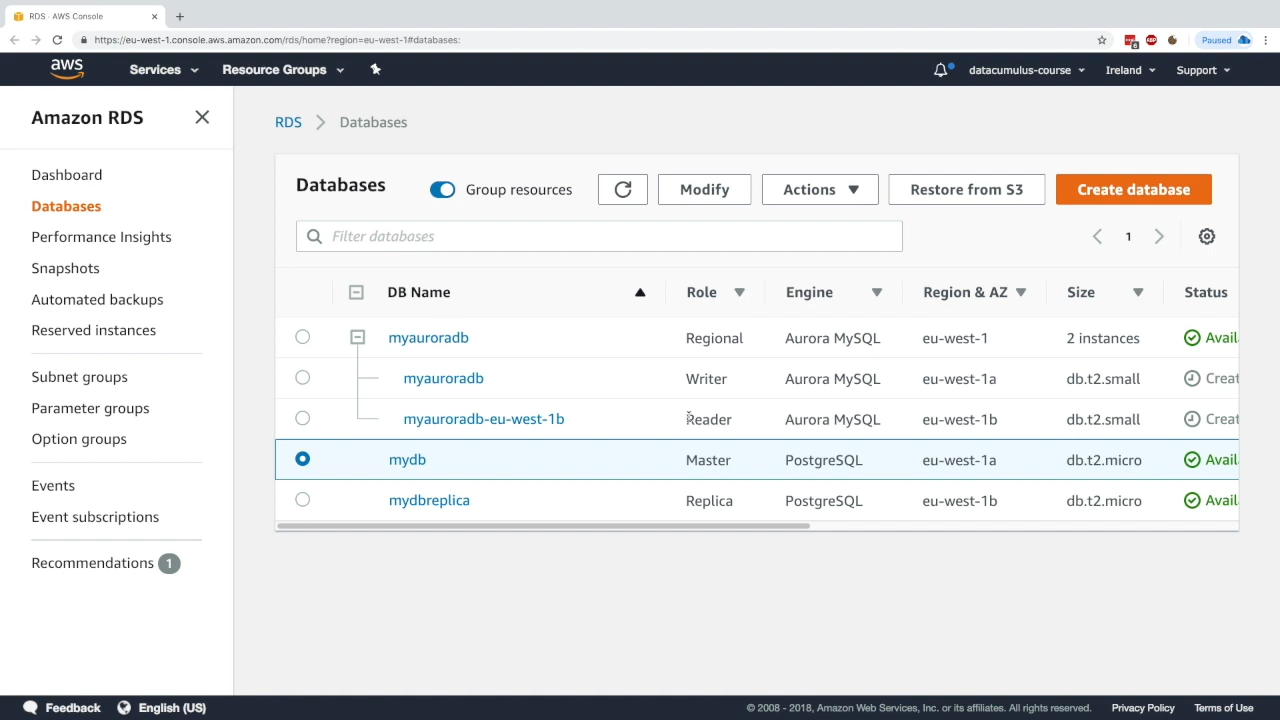 RDS · AWS Console
https://eu-west-1.console.aws.amazon.com/rds/home?region=eu-west-1#databases:
6
ABP
Paused
aws
Services
Resource Groups
datacumulus-course
Ireland
Support
Amazon RDS
Dashboard
Databases
Performance Insights
Snapshots
Automated backups
Reserved instances
Subnet groups
Parameter groups
Option groups
Events
Event subscriptions
Recommendations 1
RDS Databases
Databases
Group resources
Modify
Actions
Restore from S3
Create database
Filter databases
1
DB Name Role Engine Region & AZ Size Status
myauroradb Regional Aurora MySQL eu-west-1 2 instances Avail
myauroradb Writer Aurora MySQL eu-west-1a db.t2.small Creat
myauroradb-eu-west-1b Reader Aurora MySQL eu-west-1b db.t2.small Creat
mydb Master PostgreSQL eu-west-1a db.t2.micro Avail
mydbreplica Replica PostgreSQL eu-west-1b db.t2.micro Avail
Feedback English (US) © 2008 - 2018, Amazon Web Services, Inc. or its affiliates. All rights reserved. Privacy Policy Terms of Use